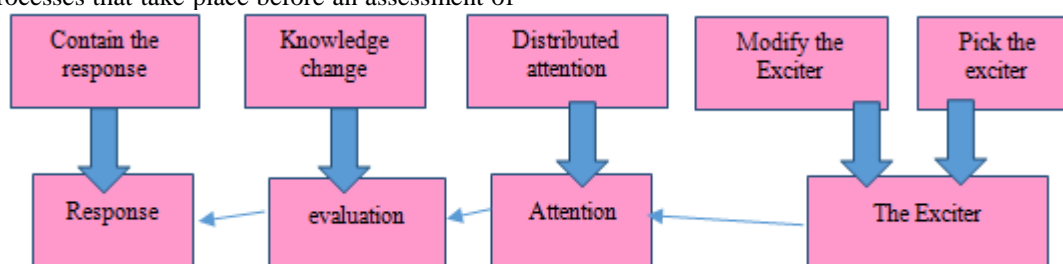 rocesses that take place before an assessment of
Contain the
response
Knowledge
change
Distributed
attention
Modify the
Exciter
Pick the
exciter
Response
evaluation
Attention
The Exciter